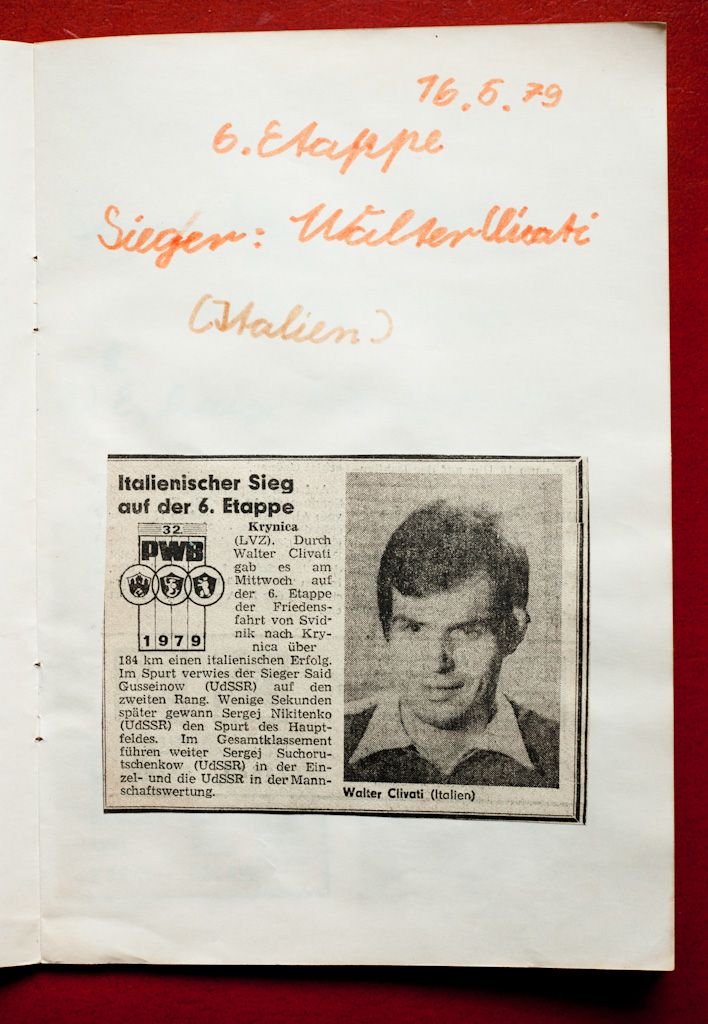 16.5.79
6. Etappe
Sieger: Walter Clivati
(Italien)
Italienischer Sieg
auf der 6. Etappe
32
PWB
1979
Krynica
(LVZ). Durch
Walter Clivati
gab es am
Mittwoch auf
der 6. Etappe
der Friedens-
fahrt von Svid-
nik nach Kry-
nica über
184 km einen italienischen Erfolg.
Im Spurt verwies der Sieger Said
Gusseinow (UdSSR) auf den
zweiten Rang. Wenige Sekunden
später gewann Sergej Nikitenko
(UdSSR) den Spurt des Haupt-
feldes. Im Gesamtklassement
führen weiter Sergej Suchoru-
tschenkow (UdSSR) in der Ein-
zel- und die UdSSR in der Mann-
schaftswertung.
Walter Clivati (Italien)